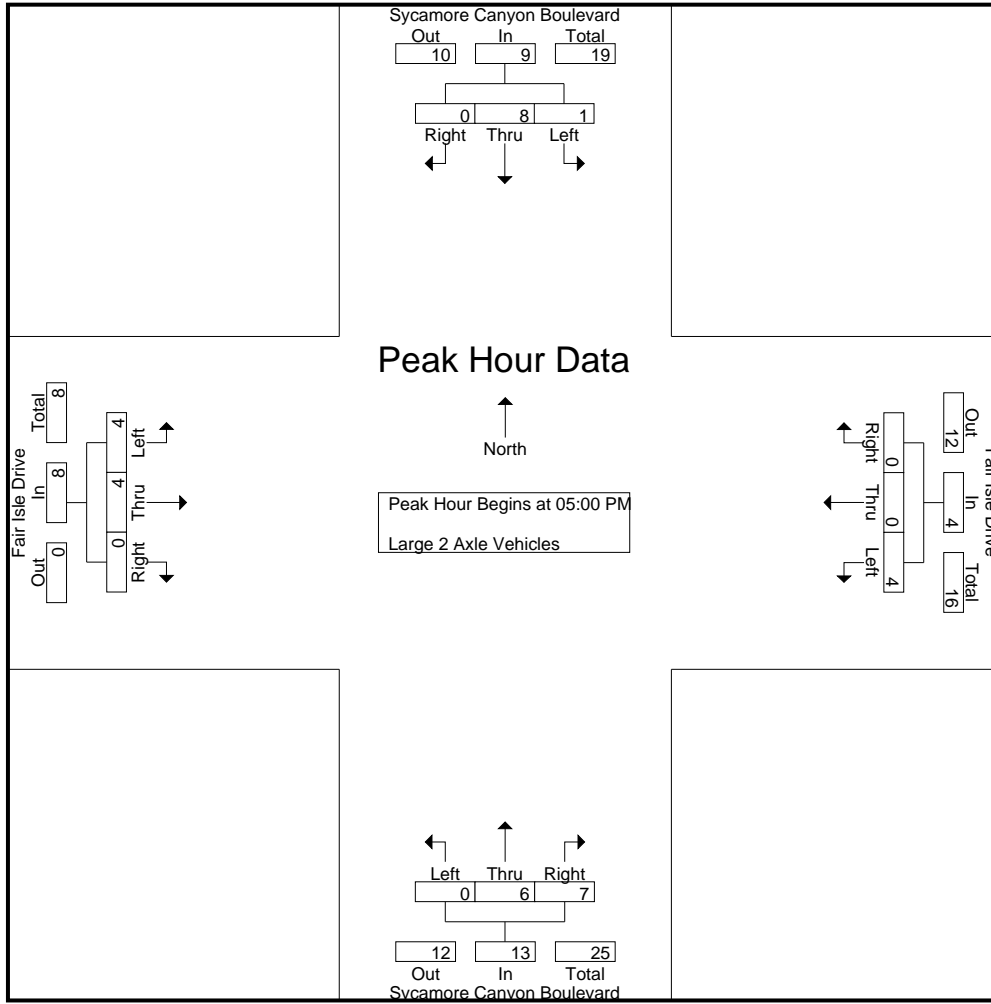 Sycamore Canyon Boulevard
Out In Total
10 9 19
0 8 1
Right Thru Left
Peak Hour Data
North
Peak Hour Begins at 05:00 PM
Large 2 Axle Vehicles
Fair Isle Drive
Out In Total
0 8 8
Left Thru Right
4 4 0
Fair Isle Drive
Out In Total
12 4 16
Right Thru Left
0 0 4
Left Thru Right
0 6 7
12 13 25
Out In Total
Sycamore Canyon Boulevard